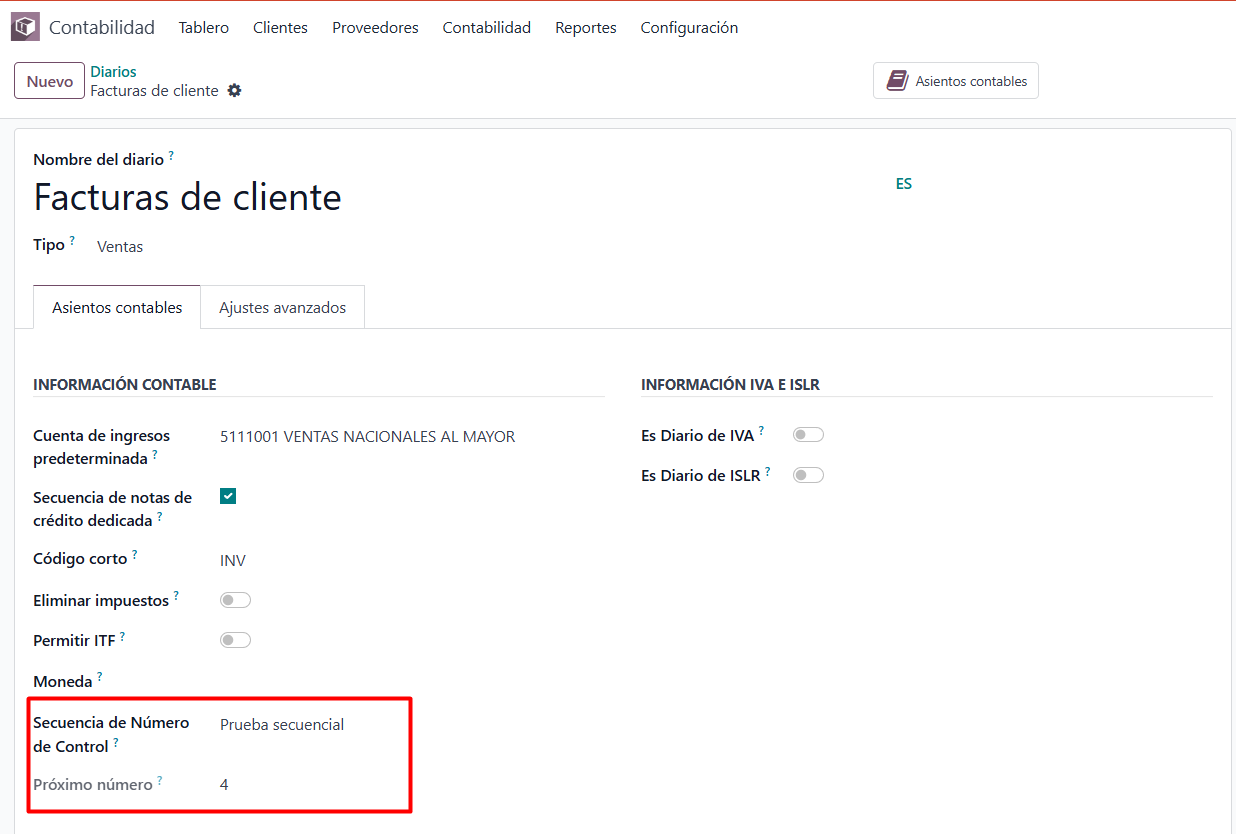 Contabilidad Tablero Clientes Proveedores Contabilidad Reportes Configuración
Nuevo
Diarios
Facturas de cliente
Asientos contables
Nombre del diario ?
Facturas de cliente
ES
Tipo ? Ventas
Asientos contables Ajustes avanzados
INFORMACIÓN CONTABLE
Cuenta de ingresos
predeterminada ?
5111001 VENTAS NACIONALES AL MAYOR
Secuencia de notas de
crédito dedicada ?
Código corto ? INV
Eliminar impuestos ?
Permitir ITF ?
Moneda ?
Secuencia de Número
de Control ?
Prueba secuencial
Próximo número ? 4
INFORMACIÓN IVA E ISLR
Es Diario de IVA ?
Es Diario de ISLR ?